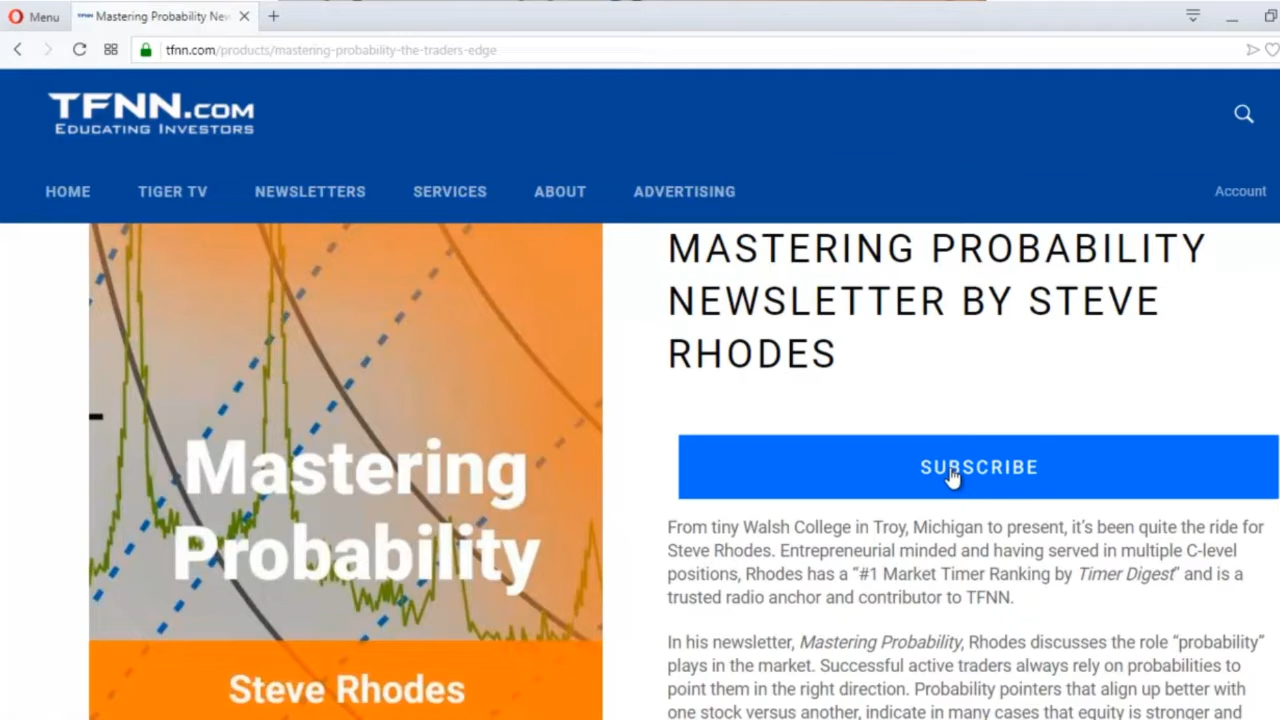 Menu
Mastering Probability New
tfnn.com/products/mastering-probability-the-traders-edge
TFNN.COM
EDUCATING INVESTORS
HOME TIGER TV NEWSLETTERS SERVICES ABOUT ADVERTISING Account
MASTERING PROBABILITY
NEWSLETTER BY STEVE
RHODES
SUBSCRIBE
Mastering
Probability
Steve Rhodes
From tiny Walsh College in Troy, Michigan to present, it's been quite the ride for
Steve Rhodes. Entrepreneurial minded and having served in multiple C-level
positions, Rhodes has a “#1 Market Timer Ranking by Timer Digest” and is a
trusted radio anchor and contributor to TFNN.
In his newsletter, Mastering Probability, Rhodes discusses the role “probability”
plays in the market. Successful active traders always rely on probabilities to
point them in the right direction. Probability pointers that align up better with
one stock versus another, indicate in many cases that equity is stronger and